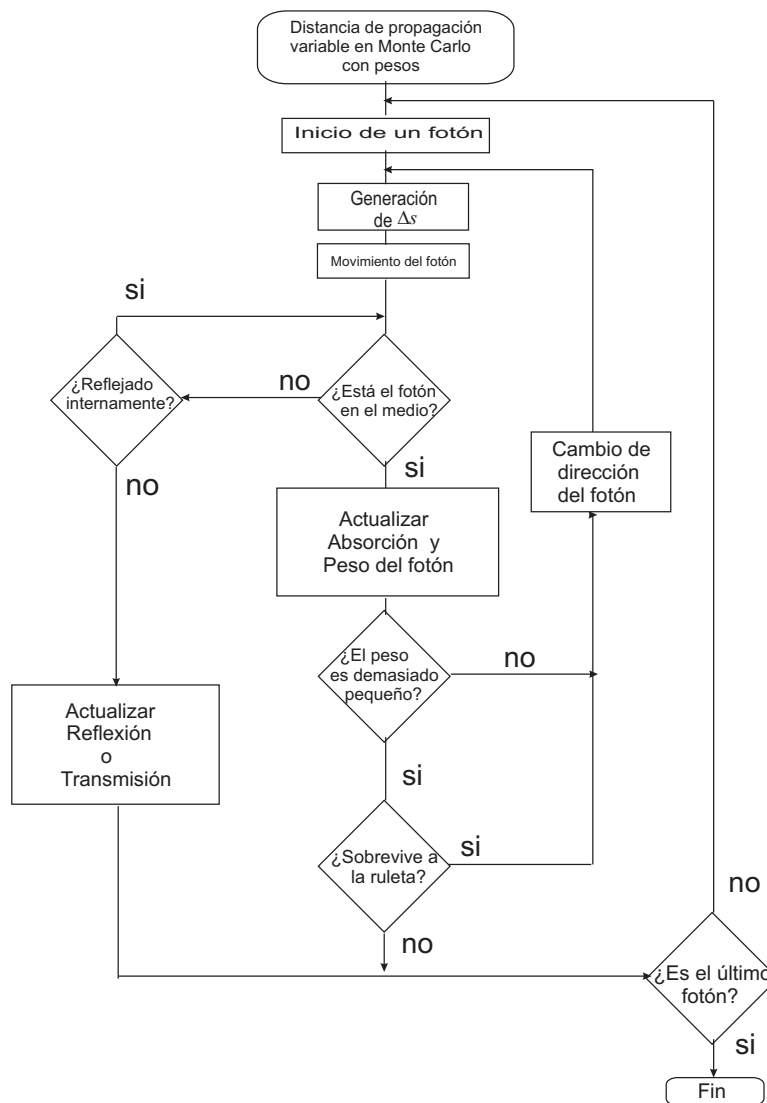 Distancia de propagación
variable en Monte Carlo
con pesos
Inicio de un fotón
Generación
de Δs
Movimiento del fotón
si
¿Reflejado
internamente?
no
¿Está el fotón
en el medio?
no
si
Cambio de
dirección
del fotón
Actualizar
Absorción y
Peso del fotón
¿El peso
es demasiado
pequeño?
no
Actualizar
Reflexión
o
Transmisión
si
¿Sobrevive a
la ruleta?
si
no
no
¿Es el último
fotón?
si
Fin